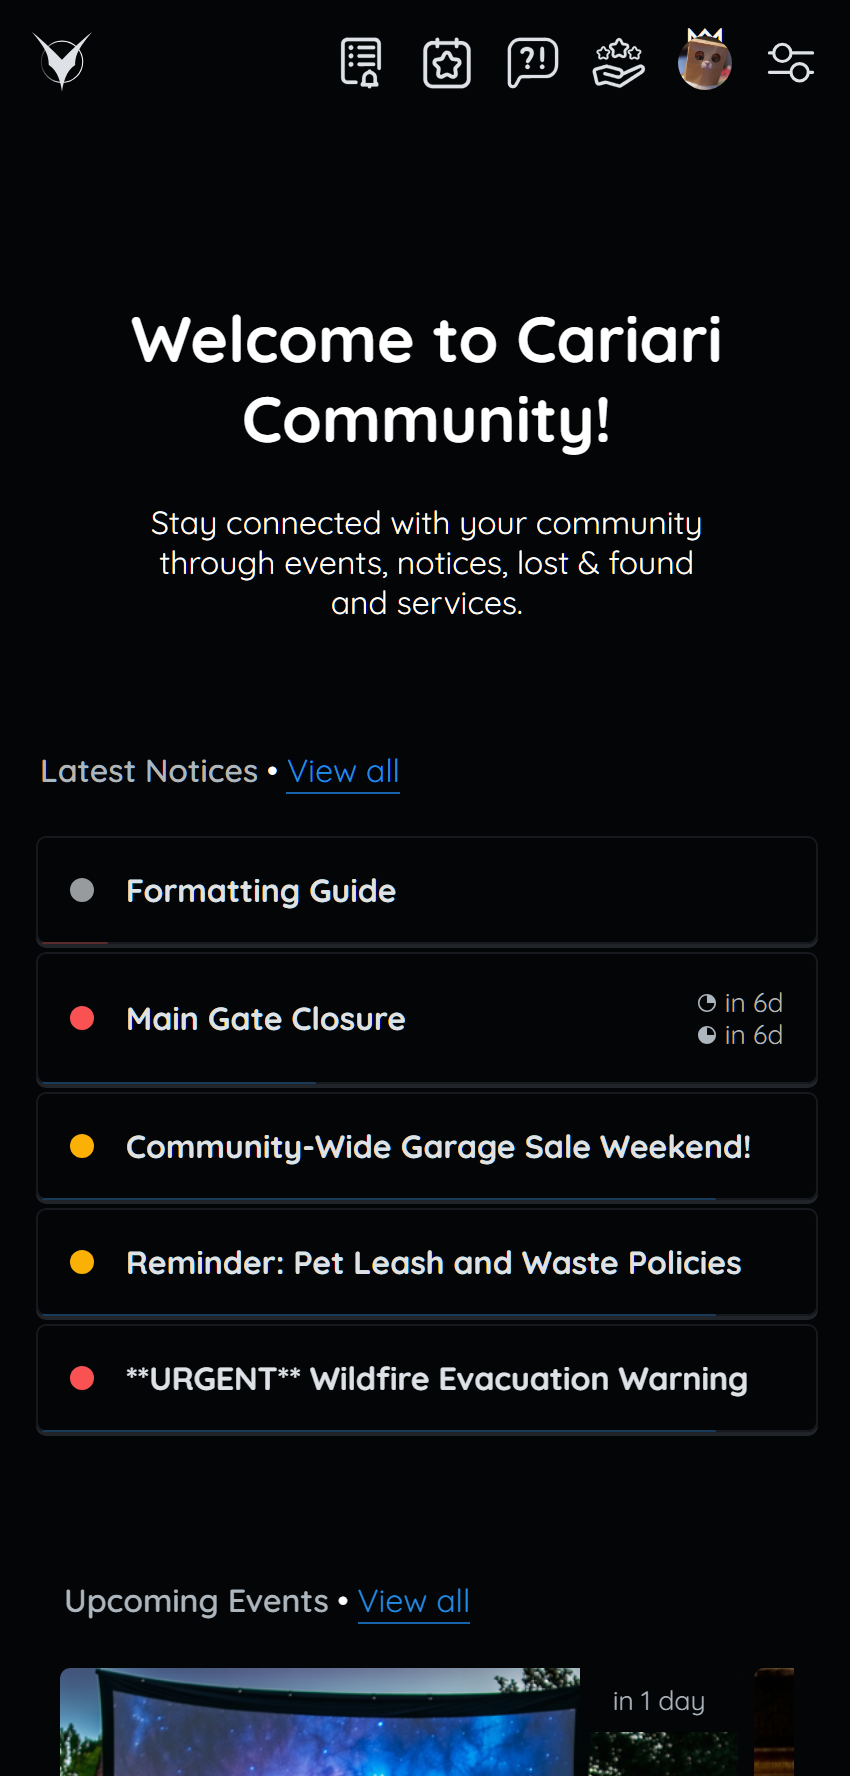 ?!
Welcome to Cariari
Community!
Stay connected with your community
through events, notices, lost & found
and services.
Latest Notices • View all
Formatting Guide
Main Gate Closure
in 6d
in 6d
Community-Wide Garage Sale Weekend!
Reminder: Pet Leash and Waste Policies
**URGENT** Wildfire Evacuation Warning
Upcoming Events • View all
in 1 day